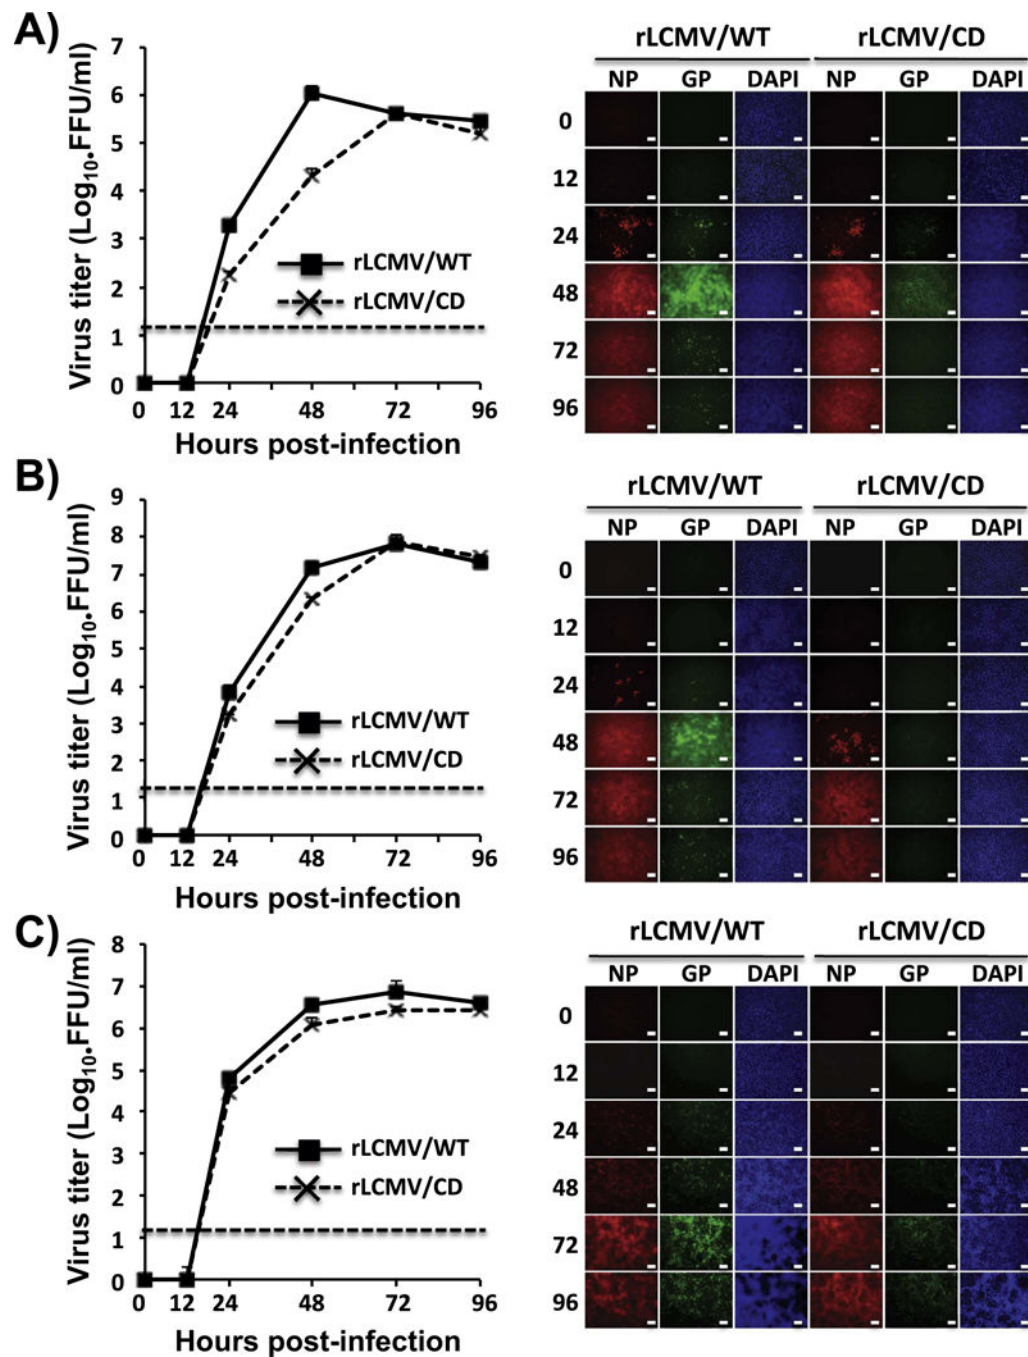 A)
Virus titer (Log10.FFU/ml)
7
6
5
4
3
2
1
0
rLCMV/WT
rLCMV/CD
0 12 24 48 72 96
Hours post-infection
rLCMV/WT rLCMV/CD
NP GP DAPI NP GP DAPI
0
12
24
48
72
96
B)
Virus titer (Log10.FFU/ml)
9
8
7
6
5
4
3
2
1
0
rLCMV/WT
rLCMV/CD
0 12 24 48 72 96
Hours post-infection
rLCMV/WT rLCMV/CD
NP GP DAPI NP GP DAPI
0
12
24
48
72
96
C)
Virus titer (Log10.FFU/ml)
8
7
6
5
4
3
2
1
0
rLCMV/WT
rLCMV/CD
0 12 24 48 72 96
Hours post-infection
rLCMV/WT rLCMV/CD
NP GP DAPI NP GP DAPI
0
12
24
48
72
96